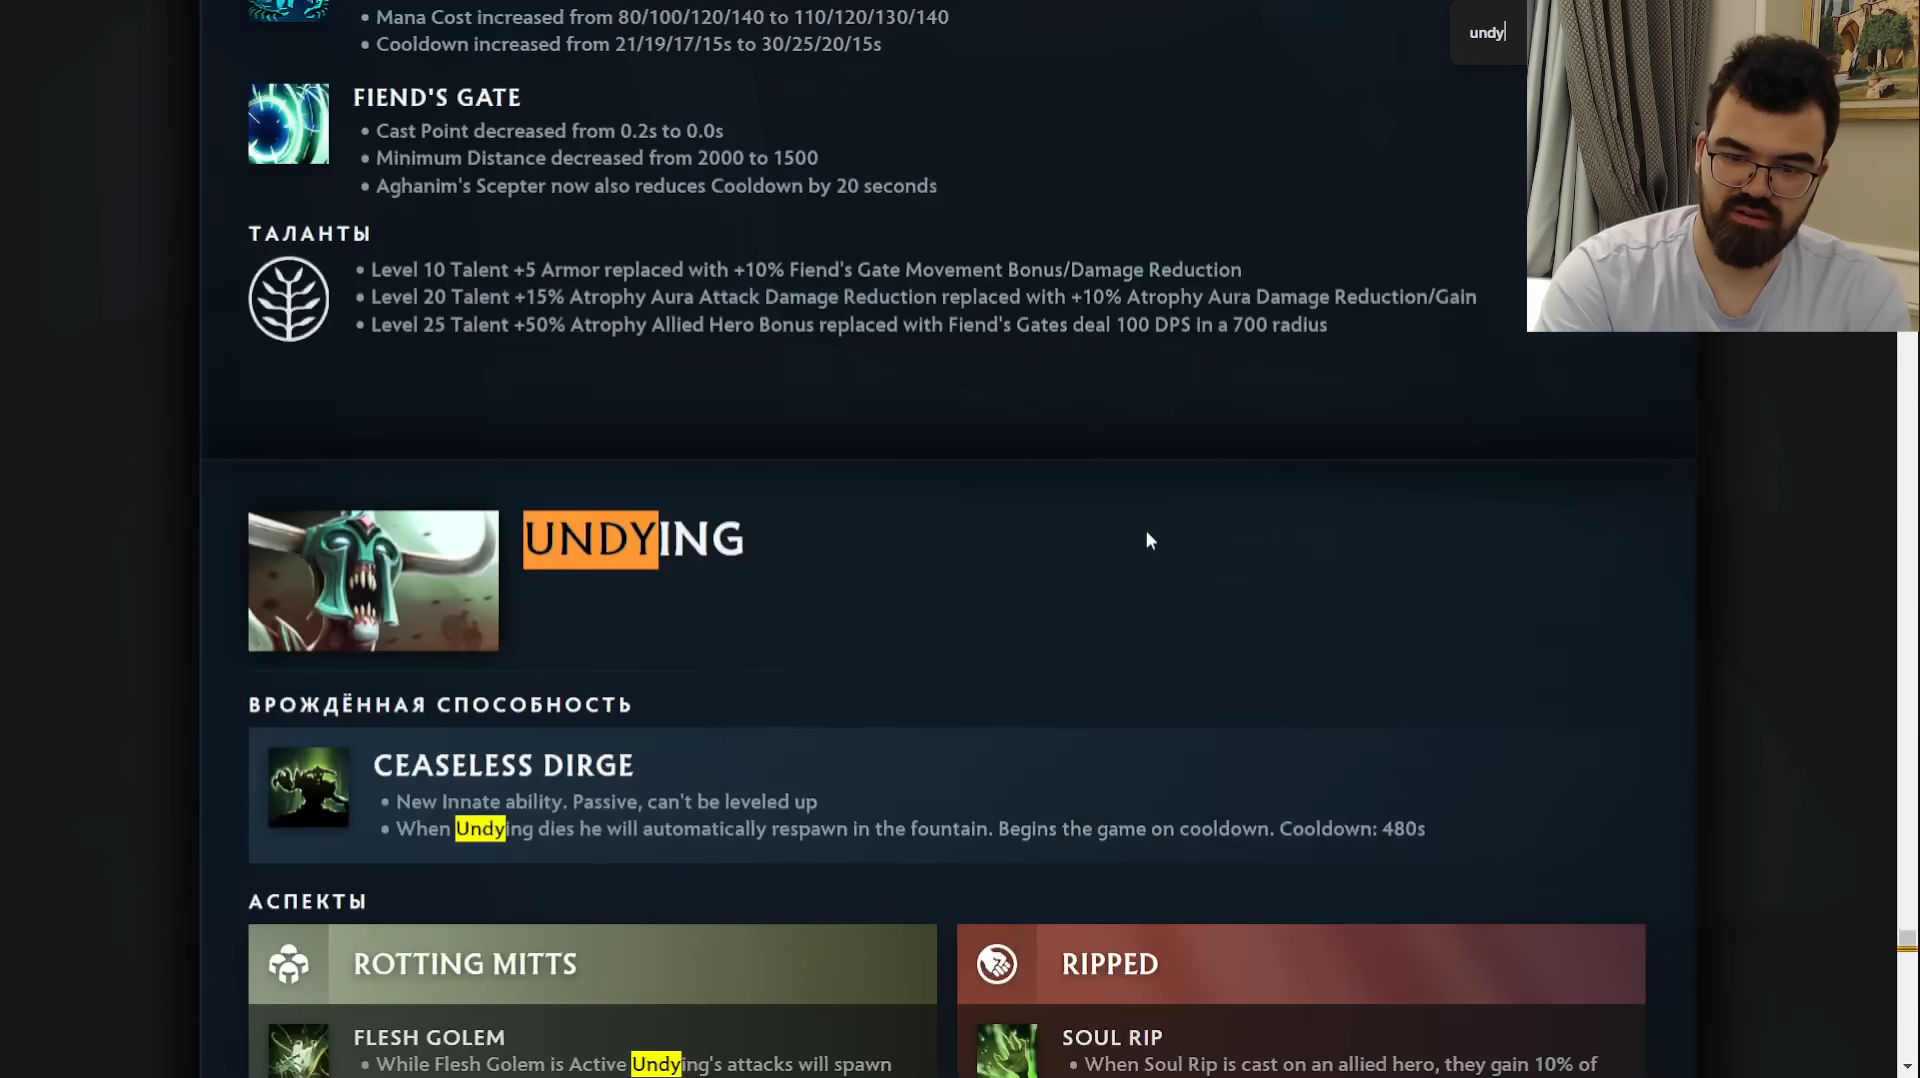 • Mana Cost increased from 80/100/120/140 to 110/120/130/140
• Cooldown increased from 21/19/17/15s to 30/25/20/15s
undy
FIEND'S GATE
• Cast Point decreased from 0.2s to 0.0s
• Minimum Distance decreased from 2000 to 1500
• Aghanim's Scepter now also reduces Cooldown by 20 seconds
ТАЛАНТЫ
• Level 10 Talent +5 Armor replaced with +10% Fiend's Gate Movement Bonus/Damage Reduction
• Level 20 Talent +15% Atrophy Aura Attack Damage Reduction replaced with +10% Atrophy Aura Damage Reduction/Gain
• Level 25 Talent +50% Atrophy Allied Hero Bonus replaced with Fiend's Gates deal 100 DPS in a 700 radius
UNDYING
ВРОЖДЁННАЯ СПОСОБНОСТЬ
CEASELESS DIRGE
• New Innate ability. Passive, can't be leveled up
• When Undying dies he will automatically respawn in the fountain. Begins the game on cooldown. Cooldown: 480s
АСПЕКТЫ
ROTTING MITTS
FLESH GOLEM
• While Flesh Golem is Active Undying's attacks will spawn
RIPPED
SOUL RIP
• When Soul Rip is cast on an allied hero, they gain 10% of